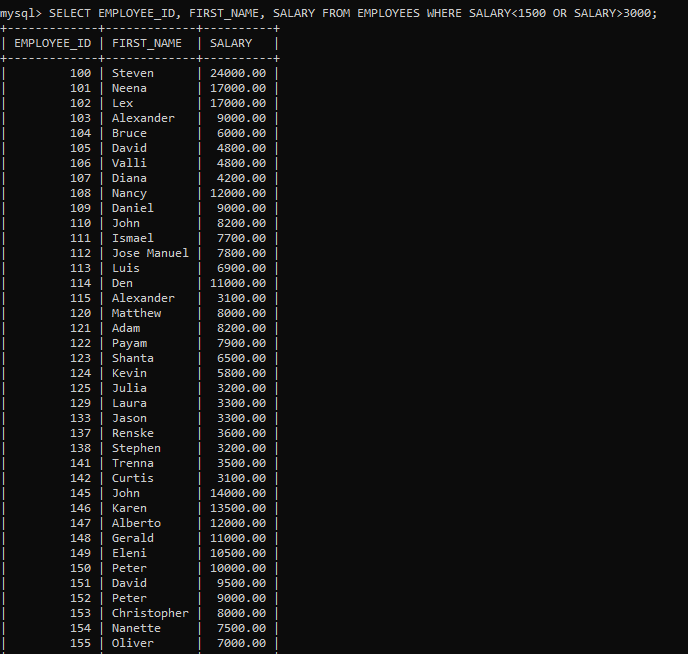 mysql> SELECT EMPLOYEE_ID, FIRST_NAME, SALARY FROM EMPLOYEES WHERE SALARY<1500 OR SALARY>3000;
+-------------+-------------+----------+
| EMPLOYEE_ID | FIRST_NAME  | SALARY   |
+-------------+-------------+----------+
|         100 | Steven      | 24000.00 |
|         101 | Neena       | 17000.00 |
|         102 | Lex         | 17000.00 |
|         103 | Alexander   |  9000.00 |
|         104 | Bruce       |  6000.00 |
|         105 | David       |  4800.00 |
|         106 | Valli       |  4800.00 |
|         107 | Diana       |  4200.00 |
|         108 | Nancy       | 12000.00 |
|         109 | Daniel      |  9000.00 |
|         110 | John        |  8200.00 |
|         111 | Ismael      |  7700.00 |
|         112 | Jose Manuel |  7800.00 |
|         113 | Luis        |  6900.00 |
|         114 | Den         | 11000.00 |
|         115 | Alexander   |  3100.00 |
|         120 | Matthew     |  8000.00 |
|         121 | Adam        |  8200.00 |
|         122 | Payam       |  7900.00 |
|         123 | Shanta      |  6500.00 |
|         124 | Kevin       |  5800.00 |
|         125 | Julia       |  3200.00 |
|         129 | Laura       |  3300.00 |
|         133 | Jason       |  3300.00 |
|         137 | Renske      |  3600.00 |
|         138 | Stephen     |  3200.00 |
|         141 | Trenna      |  3500.00 |
|         142 | Curtis      |  3100.00 |
|         145 | John        | 14000.00 |
|         146 | Karen       | 13500.00 |
|         147 | Alberto     | 12000.00 |
|         148 | Gerald      | 11000.00 |
|         149 | Eleni       | 10500.00 |
|         150 | Peter       | 10000.00 |
|         151 | David       |  9500.00 |
|         152 | Peter       |  9000.00 |
|         153 | Christopher |  8000.00 |
|         154 | Nanette     |  7500.00 |
|         155 | Oliver      |  7000.00 |